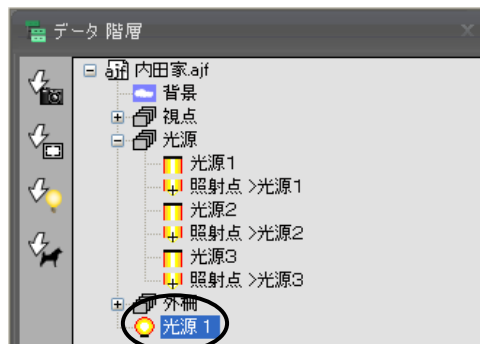 データ 階層
内田家.ajf
背景
視点
光源
光源1
照射点 >光源1
光源2
照射点 >光源2
光源3
照射点 >光源3
外柵
光源 1